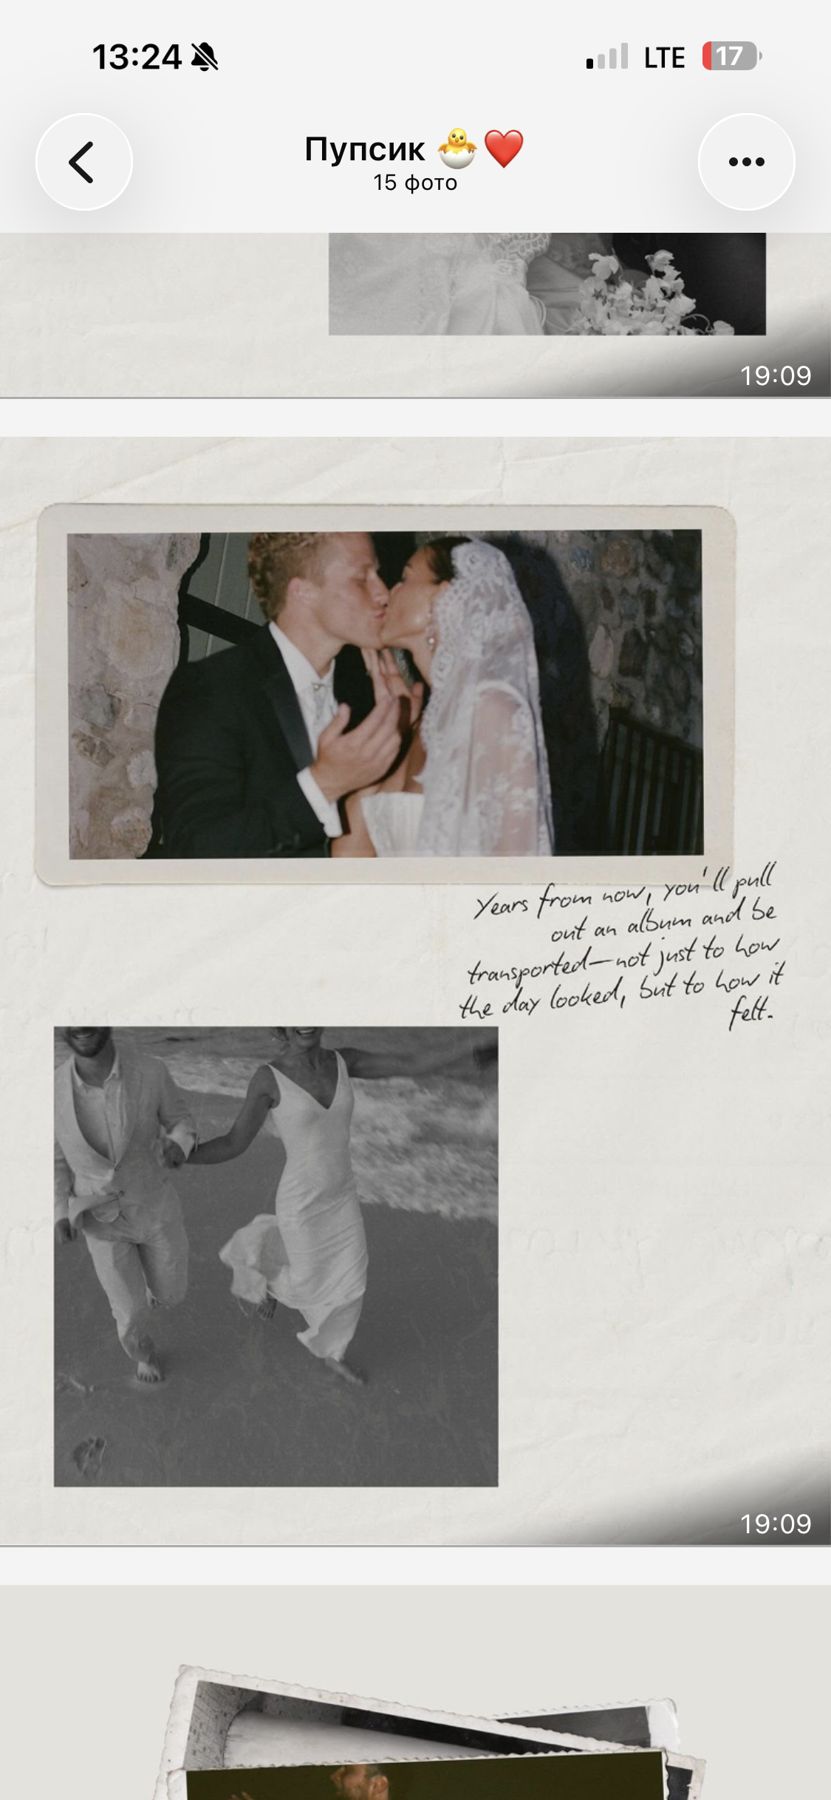 13:24
LTE
17
Пупсик 🐣❤️
15 фото
19:09
Years from now, you'll pull
out an album and be
transported—not just to how
the day looked, but to how it
felt.
19:09